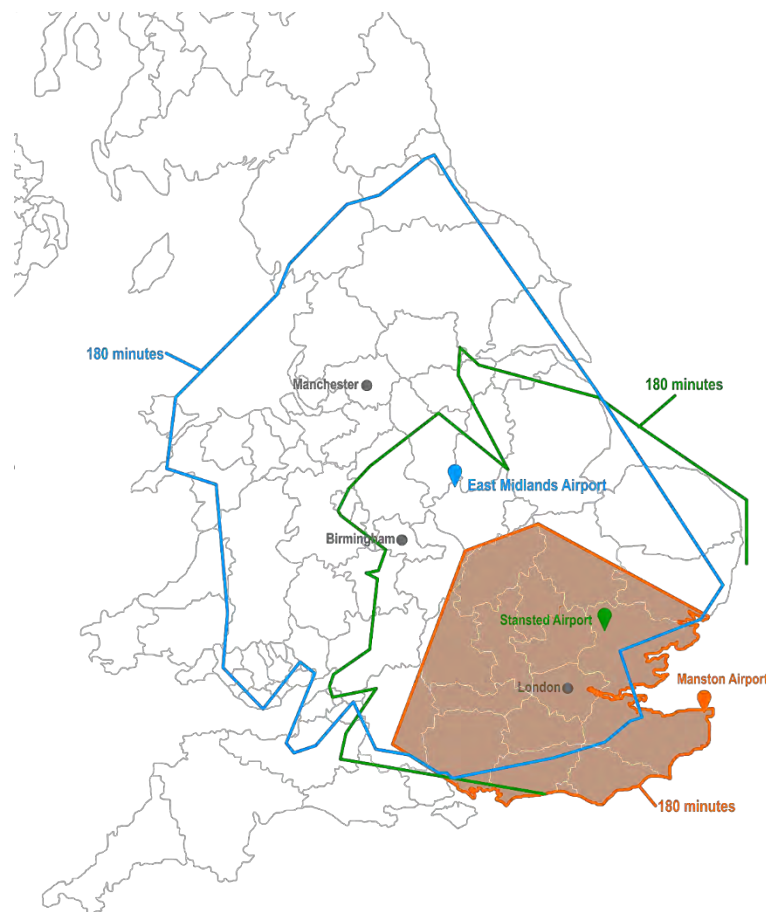 180 minutes
Manchester
180 minutes
East Midlands Airport
Birmingham
Stansted Airport
London
Manston Airport
180 minutes